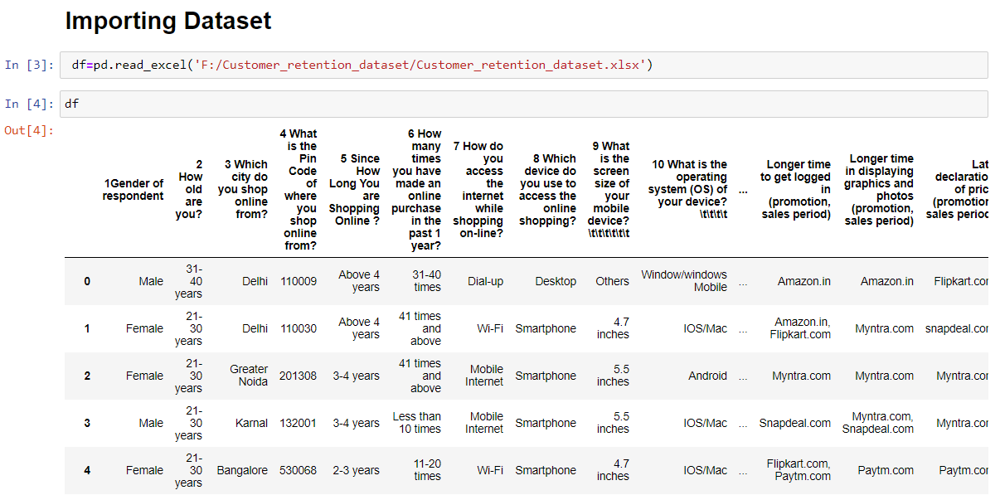 Importing Dataset
In [3]: df=pd.read_excel('F:/Customer_retention_dataset/Customer_retention_dataset.xlsx')
In [4]: df
Out[4]:
1Gender of respondent
2 How old are you?
3 Which city do you shop online from?
4 What is the Pin Code of where you shop online from?
5 Since How Long You are Shopping Online ?
6 How many times you have made an online purchase in the past 1 year?
7 How do you access the internet while shopping on-line?
8 Which device do you use to access the online shopping?
9 What is the screen size of your mobile device? \t\t\t\t\t\t
10 What is the operating system (OS) of your device? \t\t\t\t
...
Longer time to get logged in (promotion, sales period)
Longer time in displaying graphics and photos (promotion, sales period)
declaratio of pric (promotion sales period
0 Male 31-40 years Delhi 110009 Above 4 years 31-40 times Dial-up Desktop Others Window/windows Mobile ... Amazon.in Amazon.in Flipkart.co
1 Female 21-30 years Delhi 110030 Above 4 years 41 times and above Wi-Fi Smartphone 4.7 inches IOS/Mac ... Amazon.in, Flipkart.com Myntra.com snapdeal.co
2 Female 21-30 years Greater Noida 201308 3-4 years 41 times and above Mobile Internet Smartphone 5.5 inches Android ... Myntra.com Myntra.com Myntra.co
3 Male 21-30 years Karnal 132001 3-4 years Less than 10 times Mobile Internet Smartphone 5.5 inches IOS/Mac ... Snapdeal.com Myntra.com, Snapdeal.com Myntra.co
4 Female 21-30 years Bangalore 530068 2-3 years 11-20 times Wi-Fi Smartphone 4.7 inches IOS/Mac ... Flipkart.com, Paytm.com Paytm.com Paytm.co